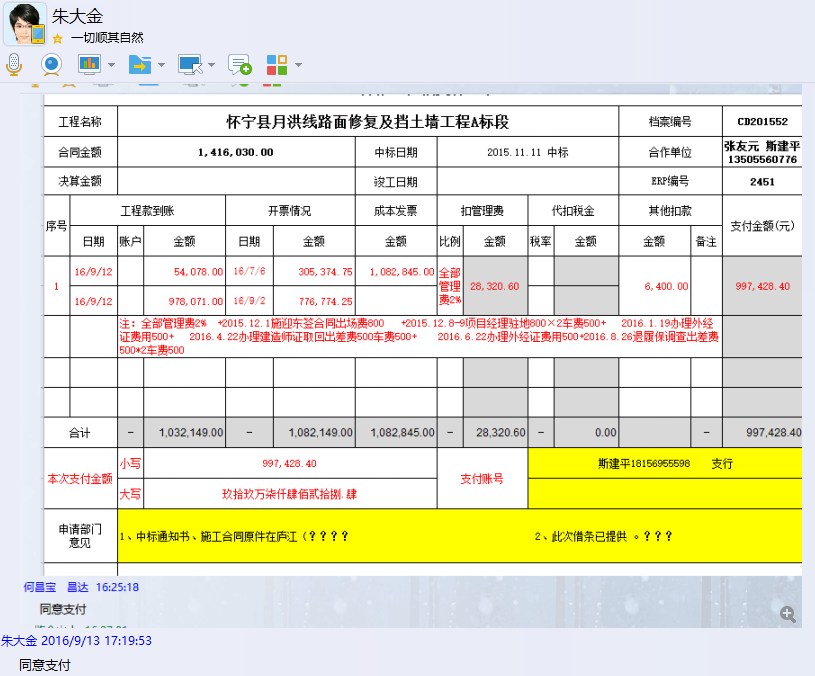 朱大金
一切顺其自然
工程名称 怀宁县月洪线路面修复及挡土墙工程A标段 档案编号 CD201552
合同金额 1,416,030.00 中标日期 2015.11.11 中标 合作单位 张友元 斯建平 13505560776
决算金额 竣工日期 ERP编号 2451
序号 工程款到账 开票情况 成本发票 扣管理费 代扣税金 其他扣款 支付金额(元)
日期 账户 金额 日期 金额 金额 比例 金额 税率 金额 金额 备注
1 16/9/12 54,078.00 16/7/6 305,374.75 1,082,845.00 全部管理费2% 28,320.60 6,400.00 997,428.40
16/9/12 978,071.00 16/9/2 776,774.25
注：全部管理费2% +2015.12.1施迎东签合同出场费800 +2015.12.8-9项目经理驻地800×2车费500+ 2016.1.19办理外经
证费用500+ 2016.4.22办理建造师证取回出差费500车费500+ 2016.6.22办理外经证费用500+2016.8.26退履保调查出差费
500*2车费500
合计 - 1,032,149.00 - 1,082,149.00 1,082,845.00 - 28,320.60 - 0.00 - 997,428.40
本次支付金额 小写 997,428.40 支付账号 斯建平18156955598 支行
大写 玖拾玖万柒仟肆佰贰拾捌.肆
申请部门意见 1、中标通知书、施工合同原件在庐江（？？？？ 2、此次借条已提供 。？？？
何昌宝 昌达 16:25:18
同意支付
朱大金 2016/9/13 17:19:53
同意支付